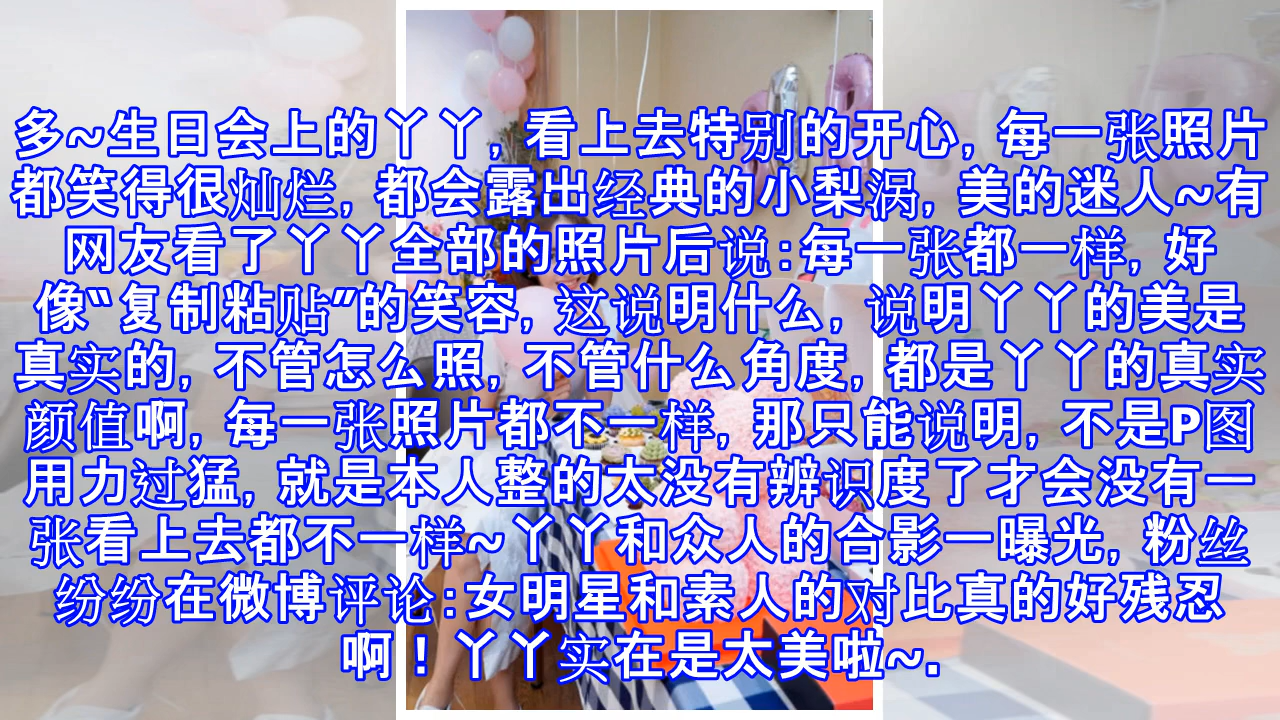 多~生日会上的丫丫,看上去特别的开心,每一张照片
都笑得很灿烂,都会露出经典的小梨涡,美的迷人~有
网友看了丫丫全部的照片后说:每一张都一样,好
像“复制粘贴”的笑容,这说明什么,说明丫丫的美是
真实的,不管怎么照,不管什么角度,都是丫丫的真实
颜值啊,每一张照片都不一样,那只能说明,不是P图
用力过猛,就是本人整的太没有辨识度了才会没有一
张看上去都不一样~丫丫和众人的合影一曝光,粉丝
纷纷在微博评论:女明星和素人的对比真的好残忍
啊！丫丫实在是太美啦~.